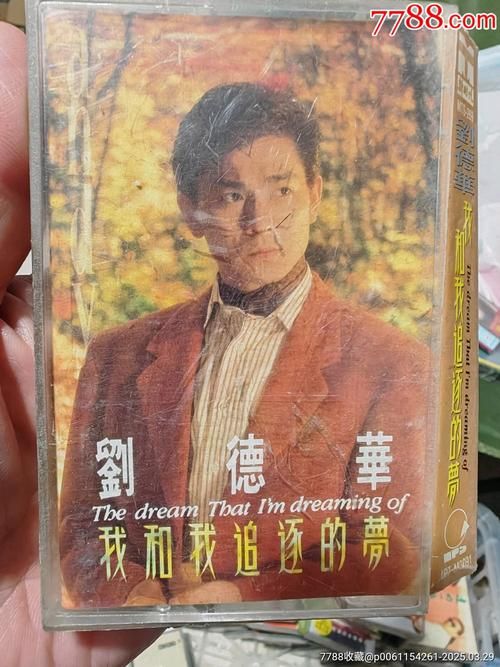 7788.com
劉德華
The dream That I'm dreaming of
我和我追逐的夢
劉德華
我和我追逐的夢
The dream That I'm dreaming of
7788收藏@p0061154261-2025.03.29